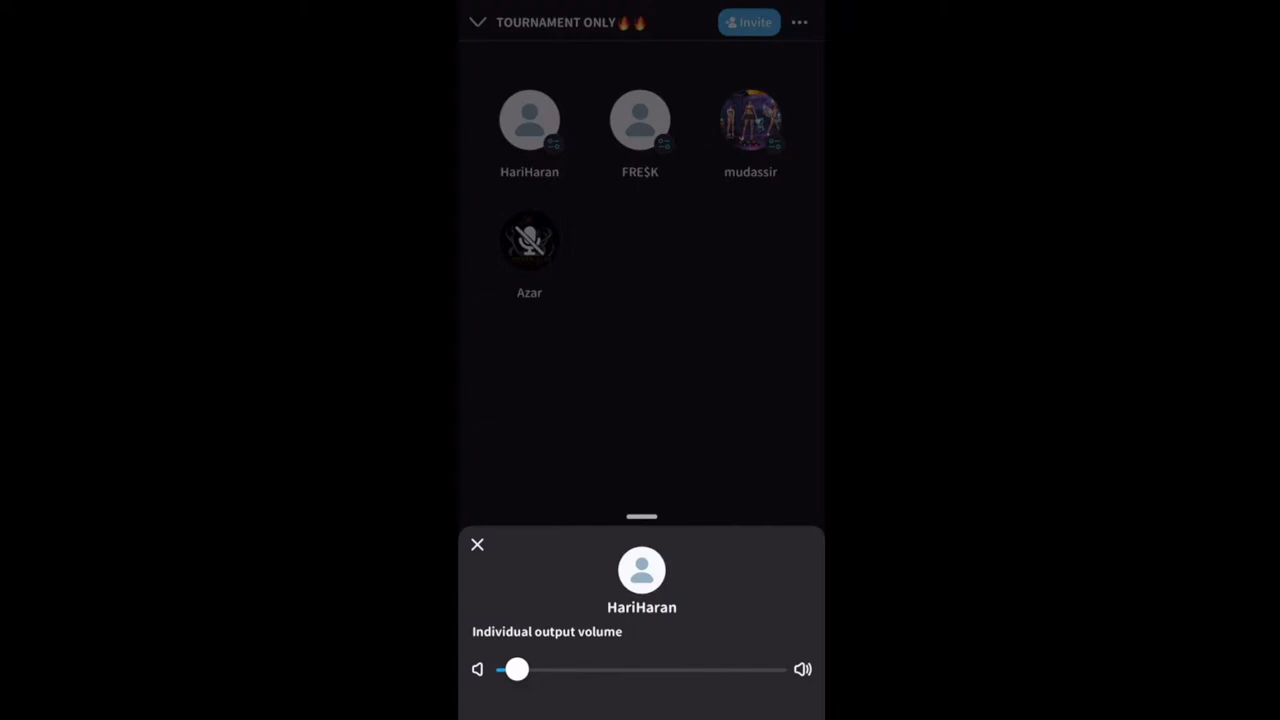 TOURNAMENT ONLY🔥🔥
Invite
HariHaran
FRE$K
mudassir
Azar
HariHaran
Individual output volume